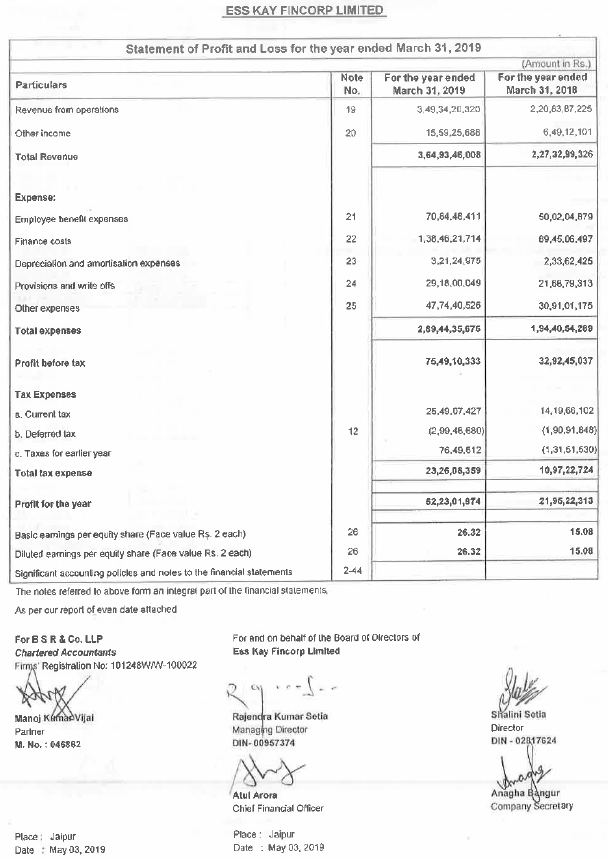 ESS KAY FINCORP LIMITED
Statement of Profit and Loss for the year ended March 31, 2019
(Amount in Rs.)
Particulars Note No. For the year ended March 31, 2019 For the year ended March 31, 2018
Revenue from operations 19 3,49,34,20,320 2,20,83,87,225
Other income 20 15,59,25,688 6,49,12,101
Total Revenue 3,64,93,46,008 2,27,32,99,326
Expense:
Employee benefit expenses 21 70,84,48,411 50,02,04,879
Finance costs 22 1,38,46,21,714 89,45,06,497
Depreciation and amortisation expenses 23 3,21,24,975 2,33,62,425
Provisions and write offs 24 29,18,00,049 21,68,79,313
Other expenses 25 47,74,40,526 30,91,01,175
Total expenses 2,89,44,35,675 1,94,40,54,289
Profit before tax 75,49,10,333 32,92,45,037
Tax Expenses
a. Current tax 25,49,07,427 14,19,66,102
b. Deferred tax 12 (2,99,48,680) (1,90,91,848)
c. Taxes for earlier year 76,49,612 (1,31,51,530)
Total tax expense 23,26,08,359 10,97,22,724
Profit for the year 52,23,01,974 21,95,22,313
Basic earnings per equity share (Face value Rs. 2 each) 26 26.32 15.08
Diluted earnings per equity share (Face value Rs. 2 each) 26 26.32 15.08
Significant accounting policies and notes to the financial statements 2-44
The notes referred to above form an integral part of the financial statements.
As per our report of even date attached
For B S R & Co. LLP
Chartered Accountants
Firms' Registration No: 101248W/W-100022
Manoj Kumar Vijai
Partner
M. No. : 046882
For and on behalf of the Board of Directors of
Ess Kay Fincorp Limited
Rajendra Kumar Setia
Managing Director
DIN- 00957374
Shalini Setia
Director
DIN - 02817624
Atul Arora
Chief Financial Officer
Anagha Bangur
Company Secretary
Place : Jaipur
Date : May 03, 2019
Place : Jaipur
Date : May 03, 2019